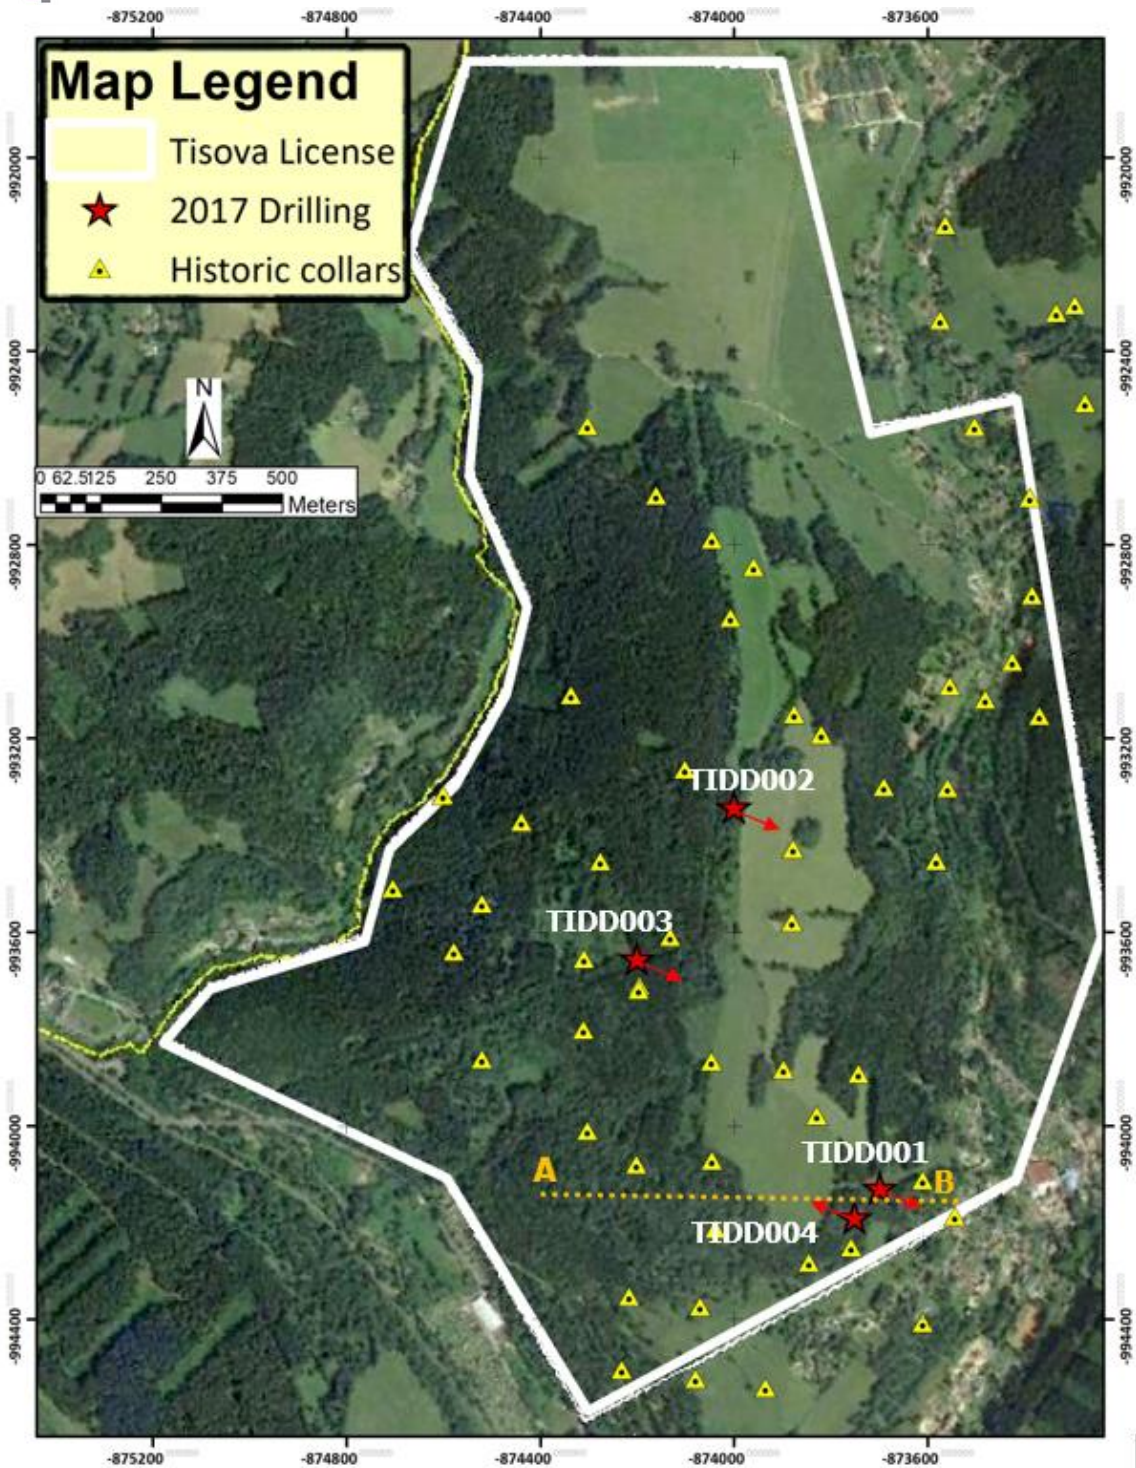 -875200 -874800 -874400 -874000 -873600
Map Legend
Tisova License
2017 Drilling
Historic collars
N
0 62.5125 250 375 500
Meters
-992000 -992000
-992400 -992400
-992800 -992800
-993200 -993200
TIDD002
TIDD003
-993600 -993600
-994000 -994000
TIDD001
A
B
TIDD004
-994400 -994400
-875200 -874800 -874400 -874000 -873600